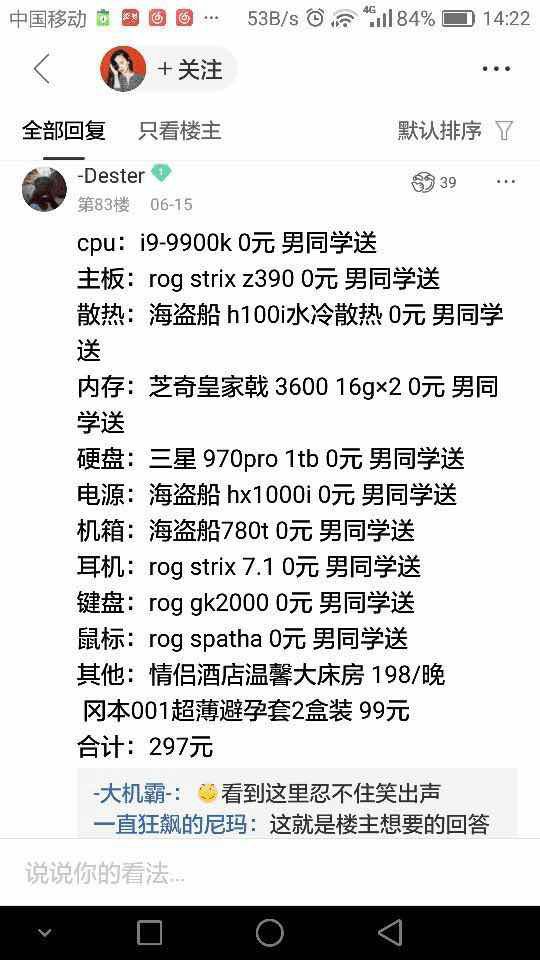 中国移动 ... 53B/s 4G 84% 14:22
+ 关注
全部回复 只看楼主 默认排序
-Dester 1 39
第83楼 06-15
cpu：i9-9900k 0元 男同学送
主板：rog strix z390 0元 男同学送
散热：海盗船 h100i水冷散热 0元 男同学
送
内存：芝奇皇家戟 3600 16g×2 0元 男同
学送
硬盘：三星 970pro 1tb 0元 男同学送
电源：海盗船 hx1000i 0元 男同学送
机箱：海盗船780t 0元 男同学送
耳机：rog strix 7.1 0元 男同学送
键盘：rog gk2000 0元 男同学送
鼠标：rog spatha 0元 男同学送
其他：情侣酒店温馨大床房 198/晚
冈本001超薄避孕套2盒装 99元
合计：297元
-大机霸-：看到这里忍不住笑出声
一直狂飙的尼玛：这就是楼主想要的回答
说说你的看法...